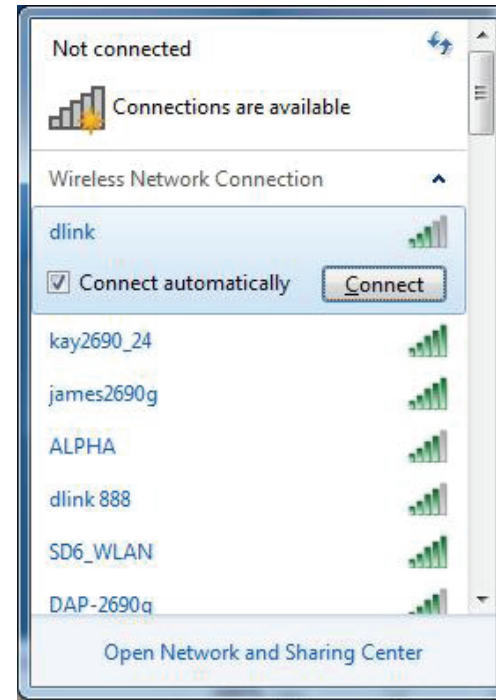 Not connected
Connections are available
Wireless Network Connection
dlink
Connect automatically Connect
kay2690_24
james2690g
ALPHA
dlink 888
SD6_WLAN
DAP-2690g
Open Network and Sharing Center